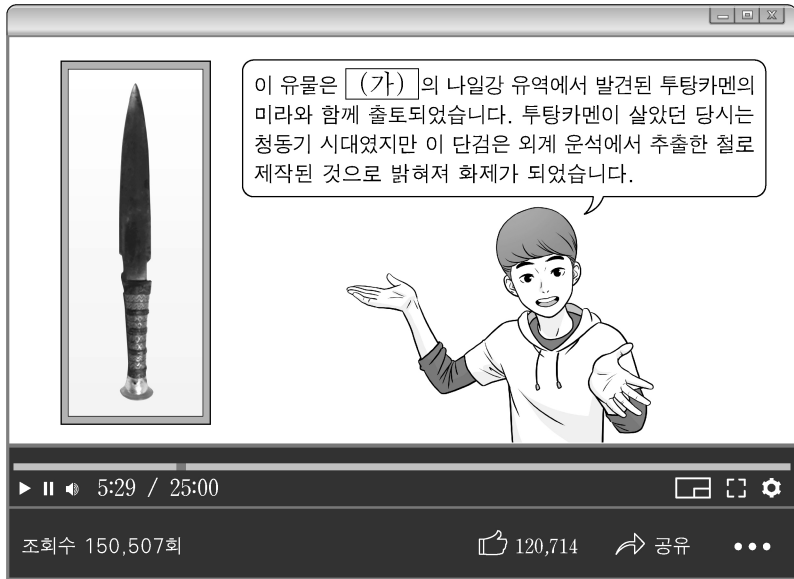 이 유물은 (가) 의 나일강 유역에서 발견된 투탕카멘의
미라와 함께 출토되었습니다. 투탕카멘이 살았던 당시는
청동기 시대였지만 이 단검은 외계 운석에서 추출한 철로
제작된 것으로 밝혀져 화제가 되었습니다.
5:29 / 25:00
조회수 150,507회 120,714 공유